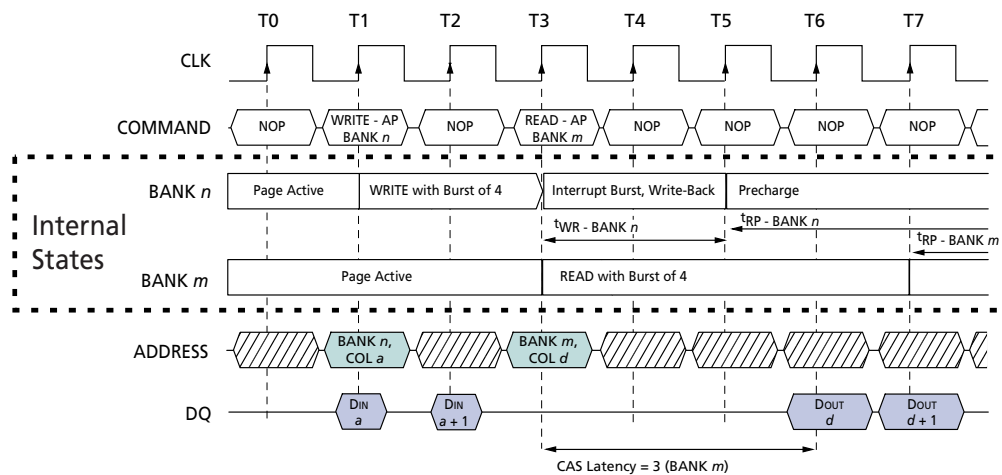 T0 T1 T2 T3 T4 T5 T6 T7
CLK
COMMAND NOP WRITE - AP NOP READ - AP NOP NOP NOP NOP
BANK n BANK m
BANK n Page Active WRITE with Burst of 4 Interrupt Burst, Write-Back Precharge
Internal
States
tWR - BANK n tRP - BANK n
tRP - BANK m
BANK m Page Active READ with Burst of 4
ADDRESS BANK n, BANK m,
COL a COL d
DQ DIN DIN DOUT DOUT
a a + 1 d d + 1
CAS Latency = 3 (BANK m)